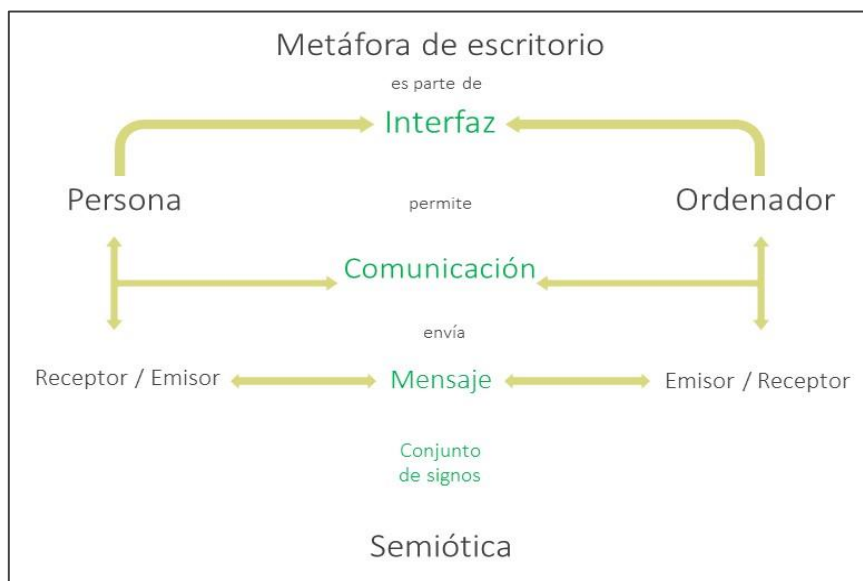 Metáfora de escritorio
es parte de
Interfaz
Persona
permite
Ordenador
Comunicación
envía
Receptor / Emisor
Mensaje
Emisor / Receptor
Conjunto
de signos
Semiótica